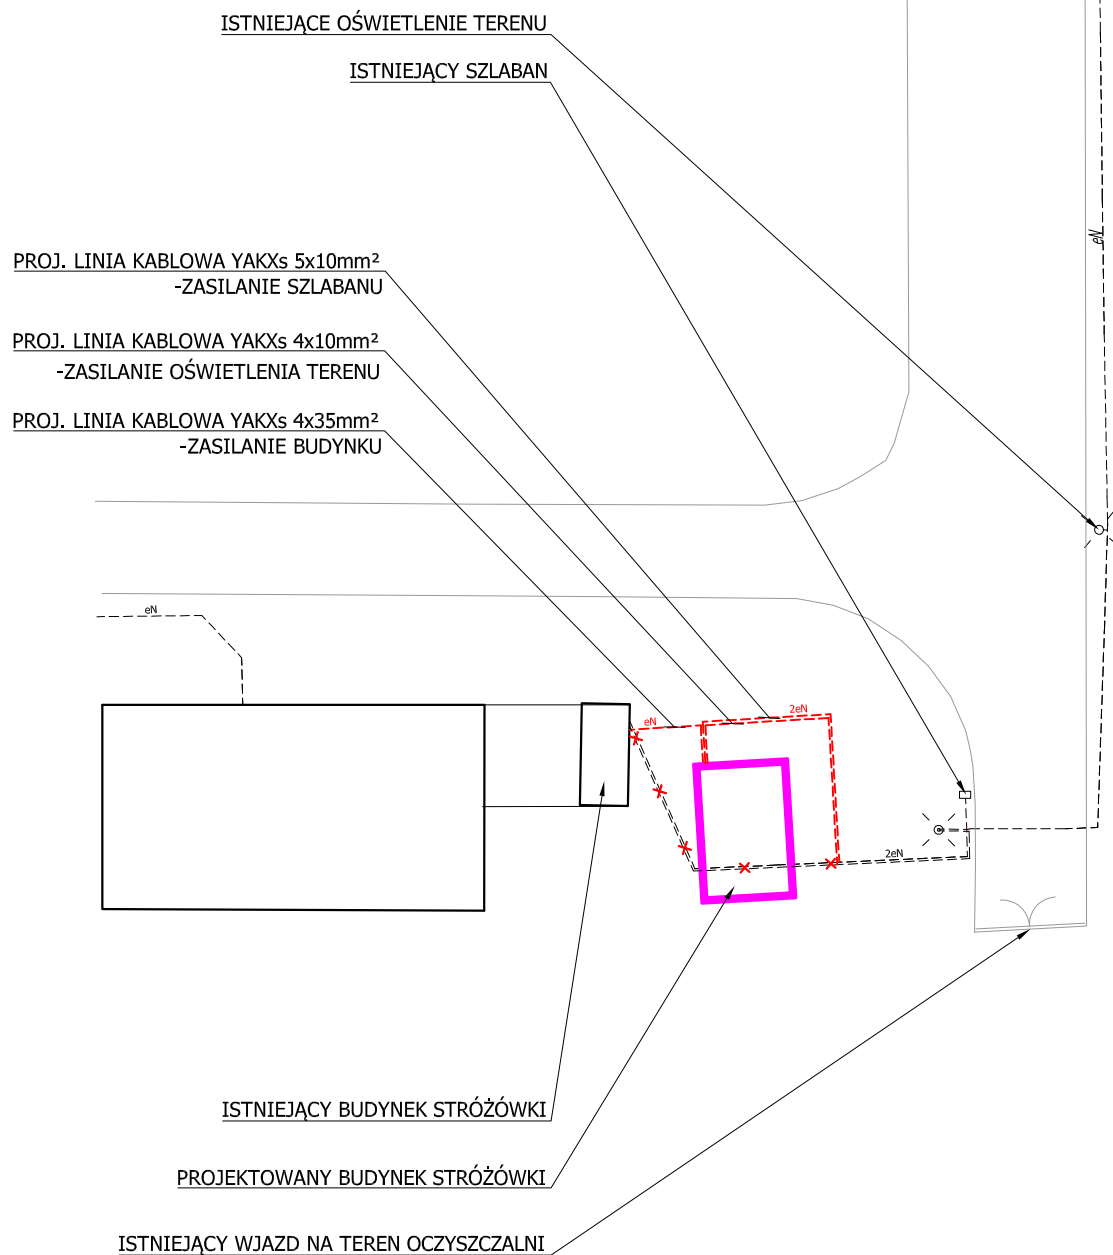 ISTNIEJĄCE OŚWIETLENIE TERENU
ISTNIEJĄCY SZLABAN
eN
PROJ. LINIA KABLOWA YAKXs 5x10mm²
-ZASILANIE SZLABANU
PROJ. LINIA KABLOWA YAKXs 4x10mm²
-ZASILANIE OŚWIETLENIA TERENU
PROJ. LINIA KABLOWA YAKXs 4x35mm²
-ZASILANIE BUDYNKU
eN
eN
2eN
2eN
ISTNIEJĄCY BUDYNEK STRÓŻÓWKI
PROJEKTOWANY BUDYNEK STRÓŻÓWKI
ISTNIEJĄCY WJAZD NA TEREN OCZYSZCZALNI